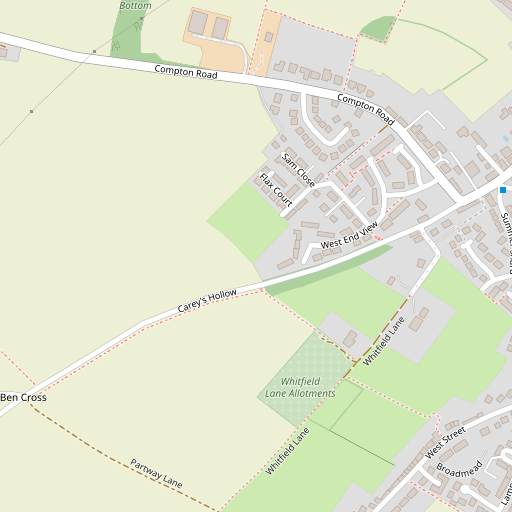 Bottom
Compton Road
Compton Road
Sam Close
Flax Court
West End View
Carey's Hollow
Whitfield Lane
Whitfield
Lane Allotments
Ben Cross
Whitfield Lane
West Street
Broadmead
Partway Lane